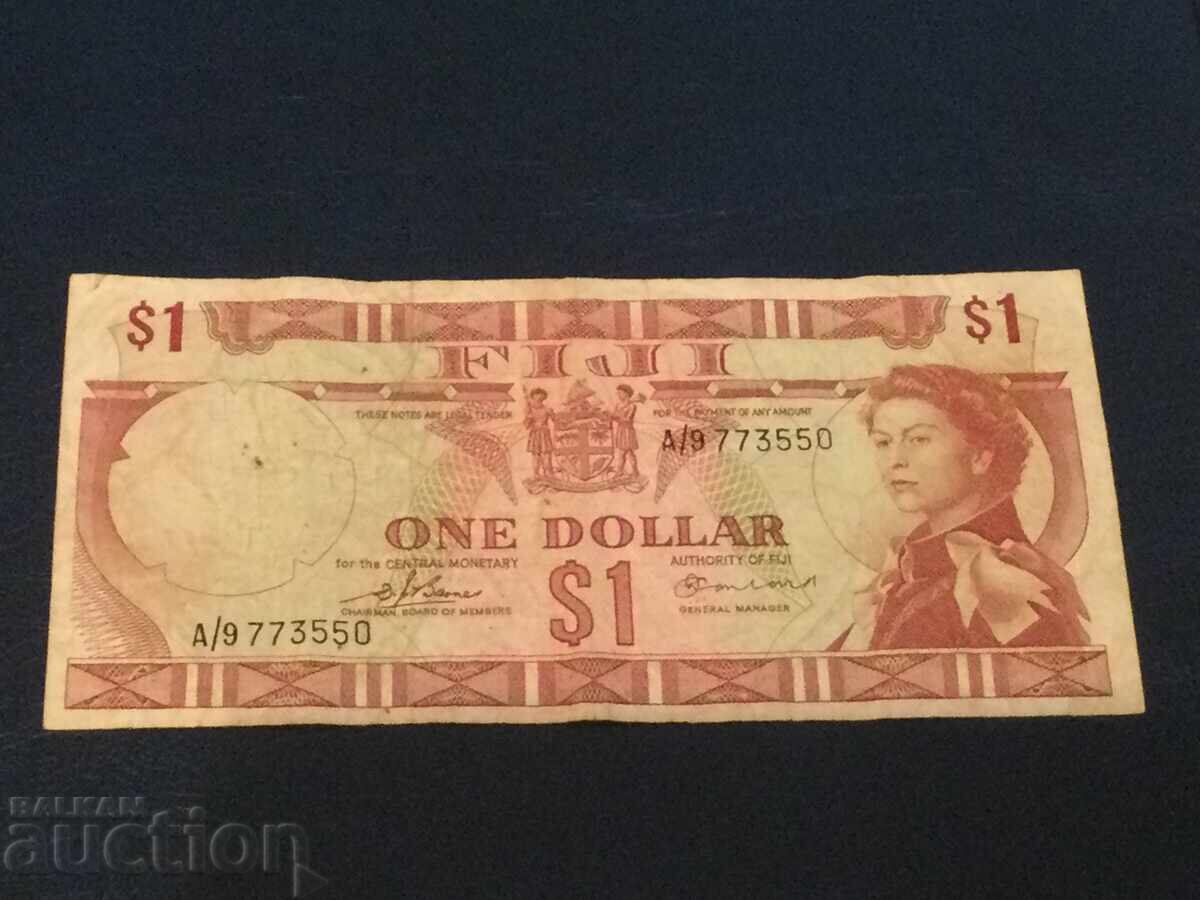 $1 $1
FIJI
THESE NOTES ARE LEGAL TENDER FOR THE PAYMENT OF ANY AMOUNT
A/9 773550
ONE DOLLAR
for the CENTRAL MONETARY AUTHORITY OF FIJI
$1
CHAIRMAN, BOARD OF MEMBERS GENERAL MANAGER
A/9 773550
BALKAN
auction